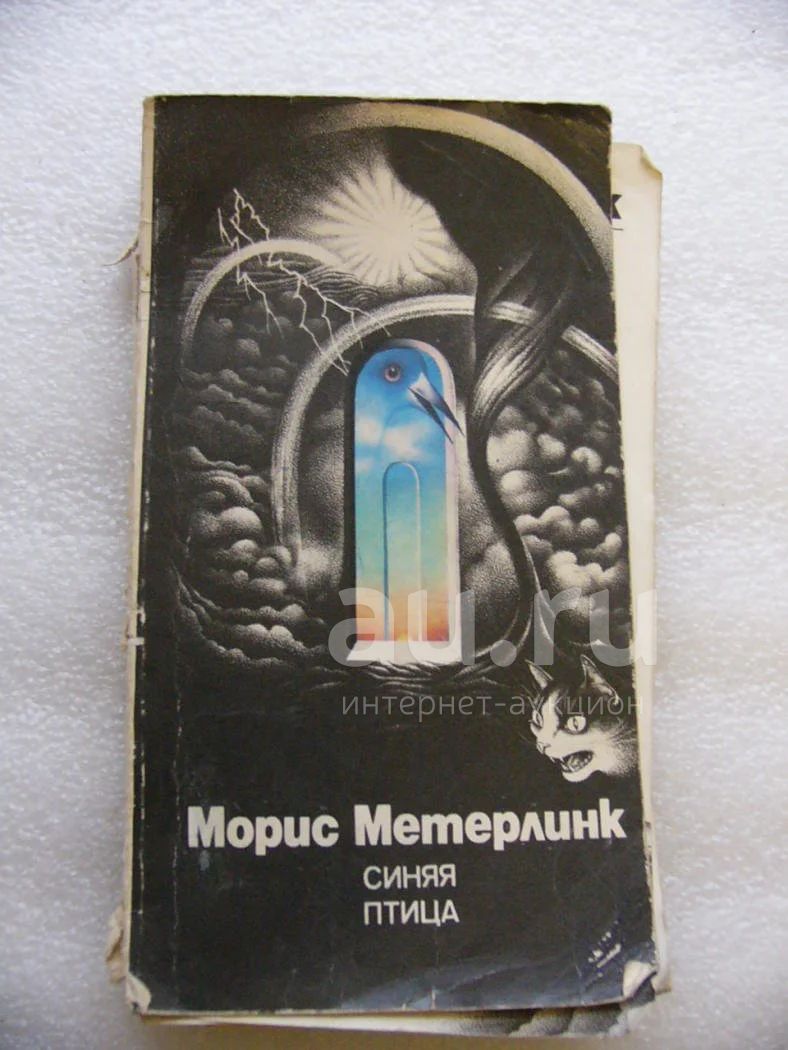 К
au.ru
интернет-аукцион
Морис Метерлинк
СИНЯЯ
ПТИЦА